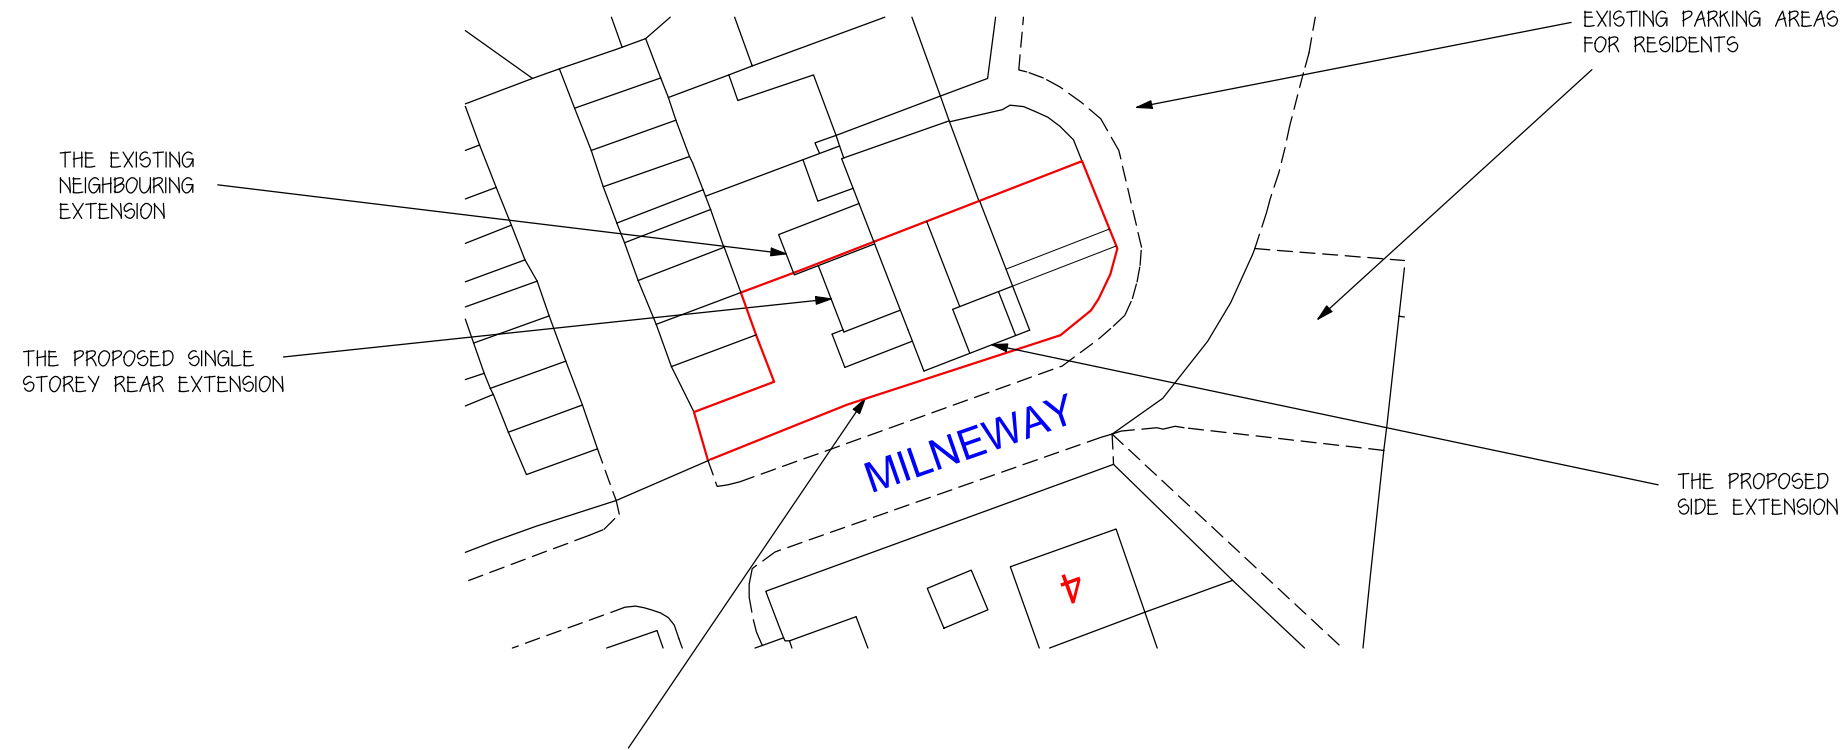 EXISTING PARKING AREAS
FOR RESIDENTS
THE EXISTING
NEIGHBOURING
EXTENSION
THE PROPOSED SINGLE
STOREY REAR EXTENSION
MILNEWAY
THE PROPOSED
SIDE EXTENSION
4